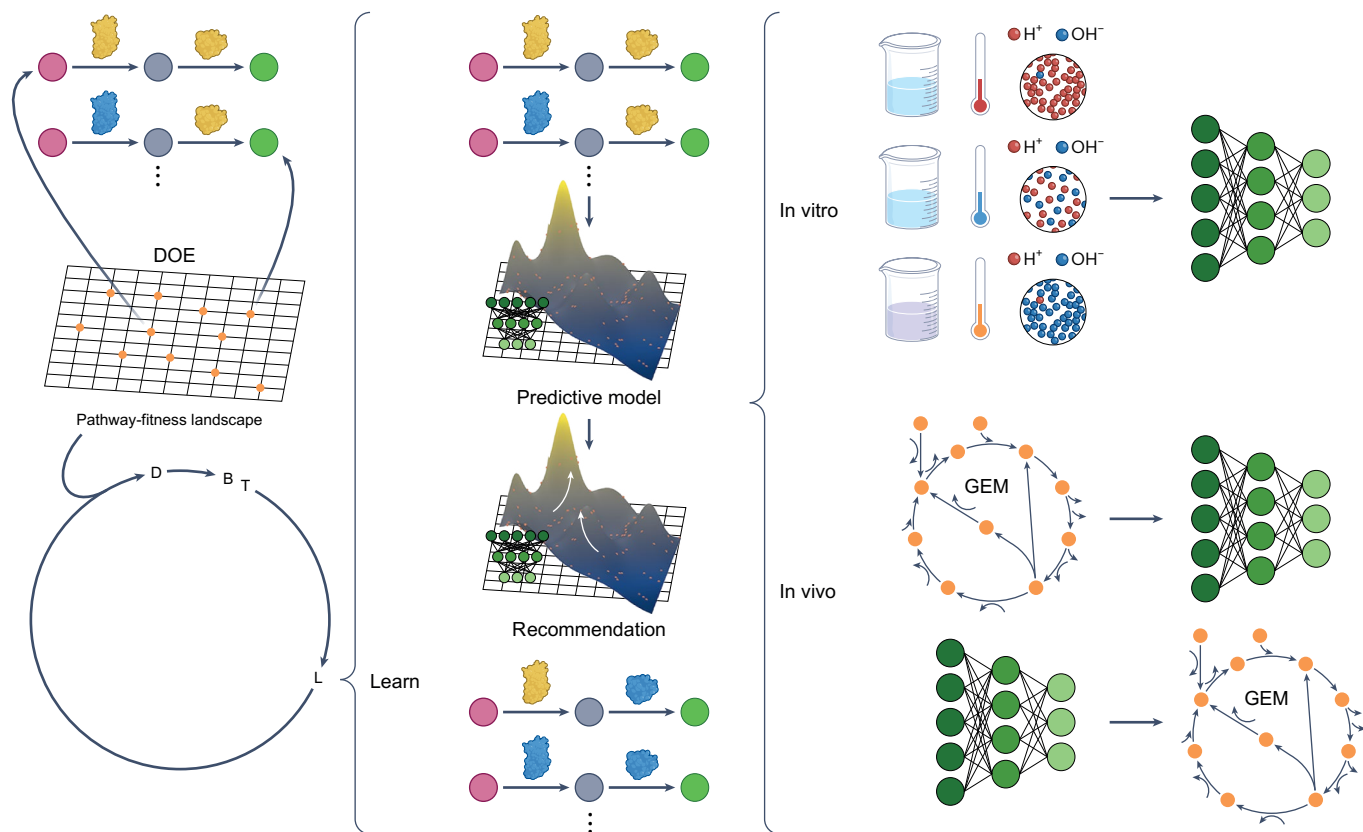 DOE
Pathway-fitness landscape
D
B
T
L
Learn
Predictive model
Recommendation
In vitro
H⁺ OH⁻
H⁺ OH⁻
H⁺ OH⁻
In vivo
GEM
GEM